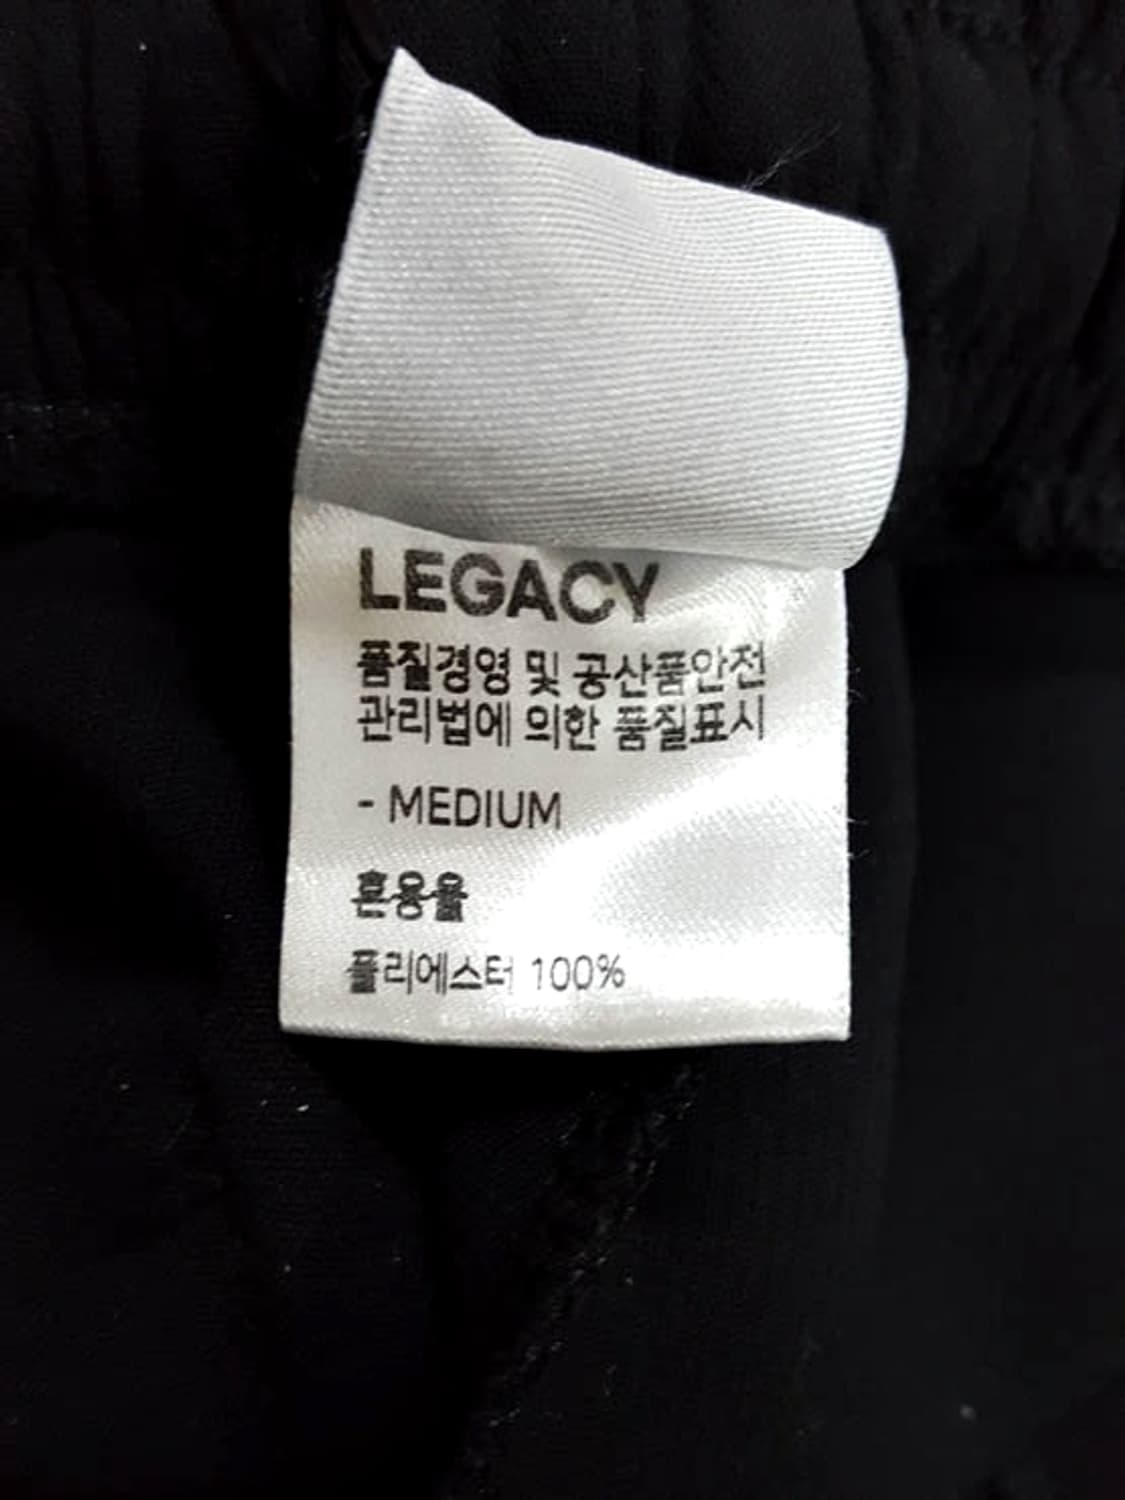 LEGACY
품질경영 및 공산품안전
관리법에 의한 품질표시
- MEDIUM
혼용율
폴리에스터 100%